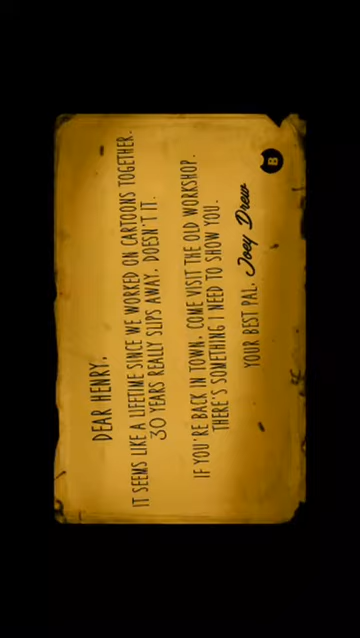 DEAR HENRY,
IT SEEMS LIKE A LIFETIME SINCE WE WORKED ON CARTOONS TOGETHER.
30 YEARS REALLY SLIPS AWAY, DOESN'T IT.
IF YOU'RE BACK IN TOWN, COME VISIT THE OLD WORKSHOP.
THERE'S SOMETHING I NEED TO SHOW YOU.
YOUR BEST PAL, Joey Drew
B